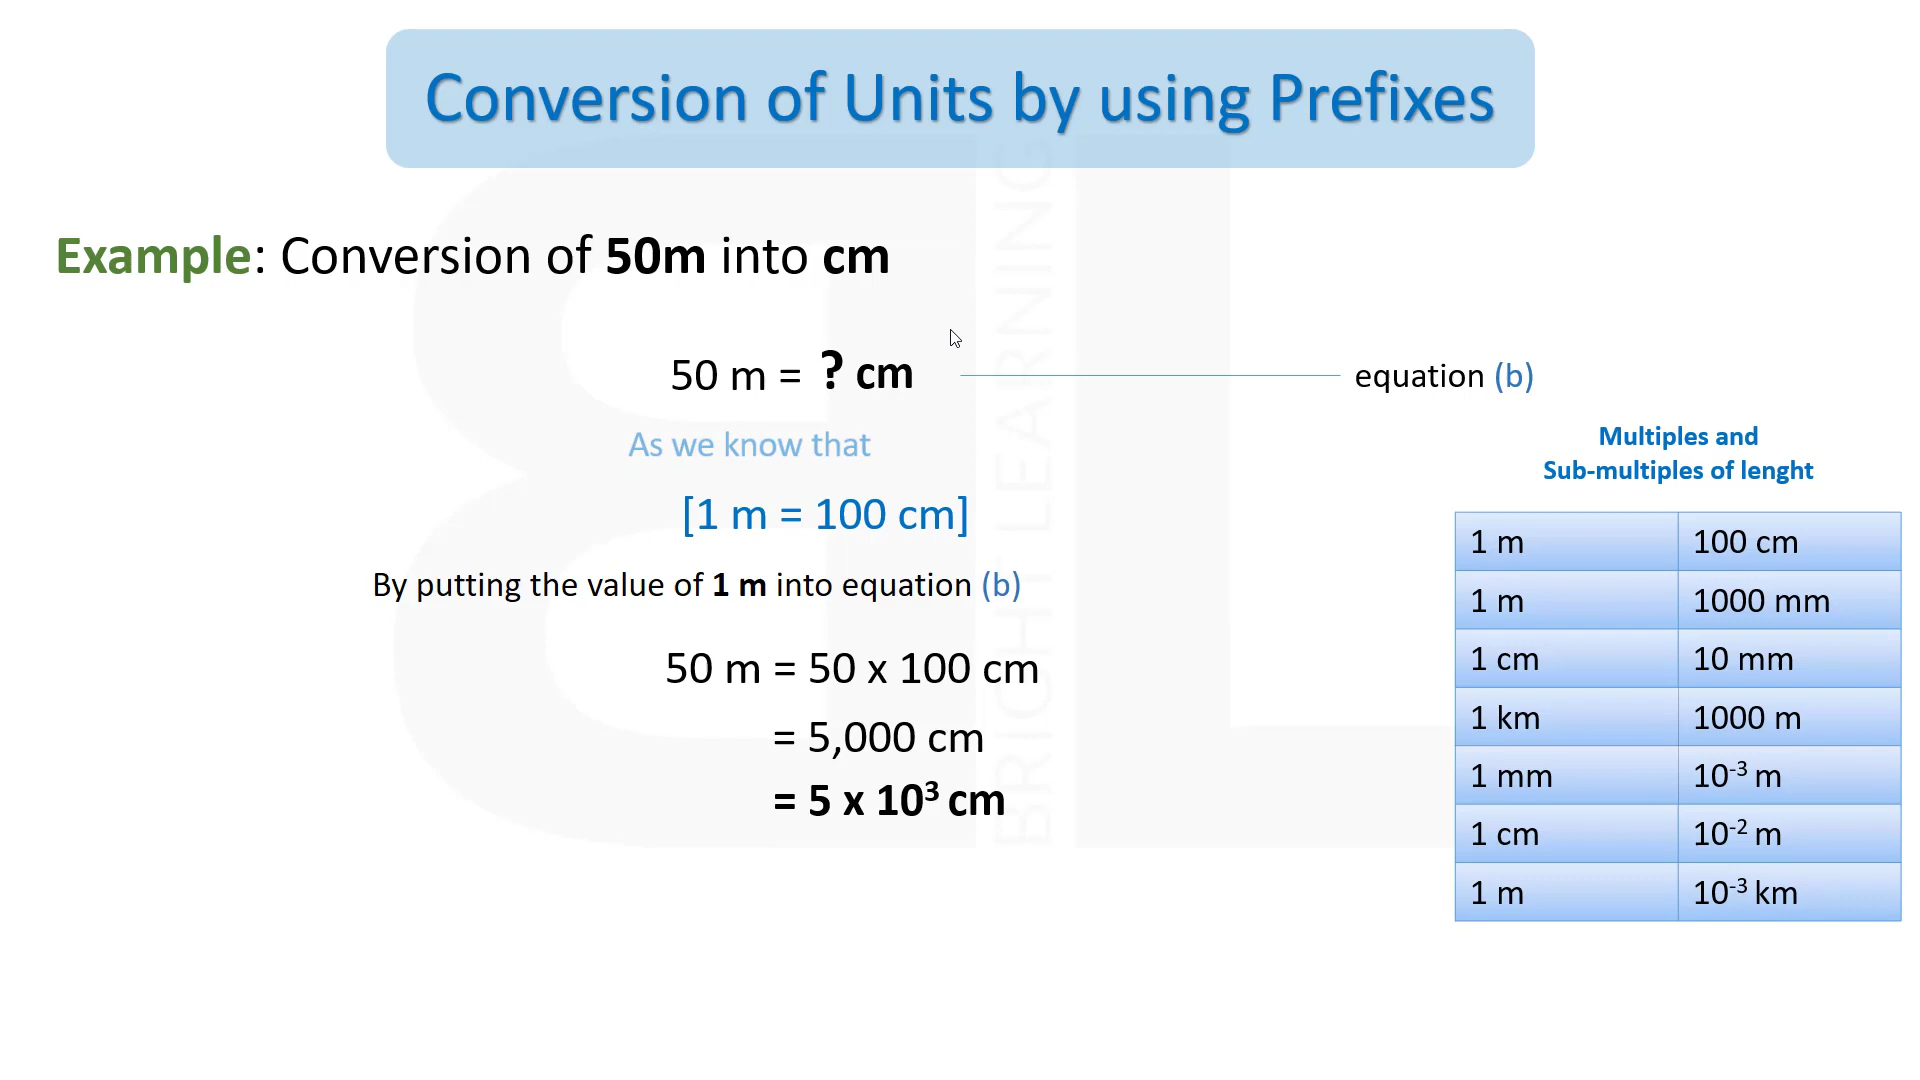 Conversion of Units by using Prefixes
Example: Conversion of 50m into cm
50 m = ? cm
equation (b)
As we know that
[1 m = 100 cm]
By putting the value of 1 m into equation (b)
50 m = 50 x 100 cm
= 5,000 cm
= 5 x 10³ cm
Multiples and
Sub-multiples of lenght
1 m 100 cm
1 m 1000 mm
1 cm 10 mm
1 km 1000 m
1 mm 10⁻³ m
1 cm 10⁻² m
1 m 10⁻³ km
BRIGHT LEARNING